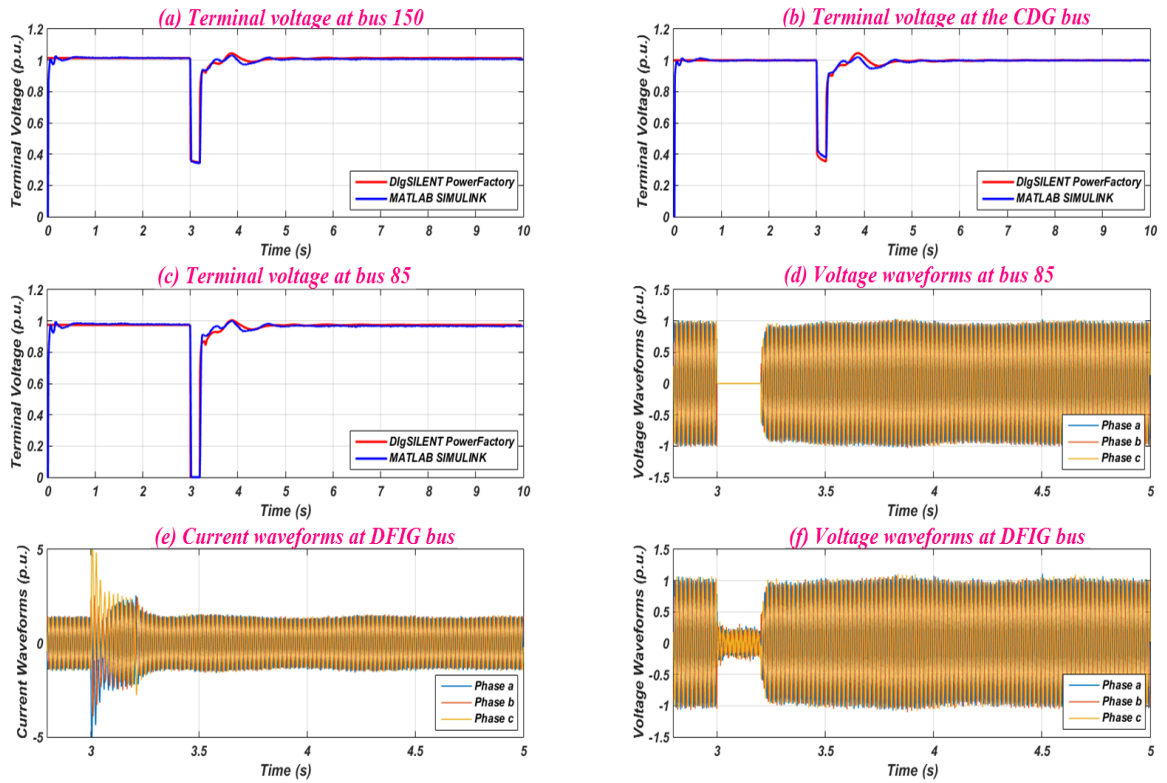 (a) Terminal voltage at bus 150
Terminal Voltage (p.u.)
1.2
1
0.8
0.6
0.4
0.2
0
DIgSILENT PowerFactory
MATLAB SIMULINK
0 1 2 3 4 5 6 7 8 9 10
Time (s)
(b) Terminal voltage at the CDG bus
Terminal Voltage (p.u.)
1.2
1
0.8
0.6
0.4
0.2
0
DIgSILENT PowerFactory
MATLAB SIMULINK
0 1 2 3 4 5 6 7 8 9 10
Time (s)
(c) Terminal voltage at bus 85
Terminal Voltage (p.u.)
1.2
1
0.8
0.6
0.4
0.2
0
DIgSILENT PowerFactory
MATLAB SIMULINK
0 1 2 3 4 5 6 7 8 9 10
Time (s)
(d) Voltage waveforms at bus 85
Voltage Waveforms (p.u.)
1.5
1
0.5
0
-0.5
-1
-1.5
Phase a
Phase b
Phase c
3 3.5 4 4.5 5
Time (s)
(e) Current waveforms at DFIG bus
Current Waveforms (p.u.)
5
0
-5
Phase a
Phase b
Phase c
3 3.5 4 4.5 5
Time (s)
(f) Voltage waveforms at DFIG bus
Voltage Waveforms (p.u.)
1.5
1
0.5
0
-0.5
-1
-1.5
Phase a
Phase b
Phase c
3 3.5 4 4.5 5
Time (s)